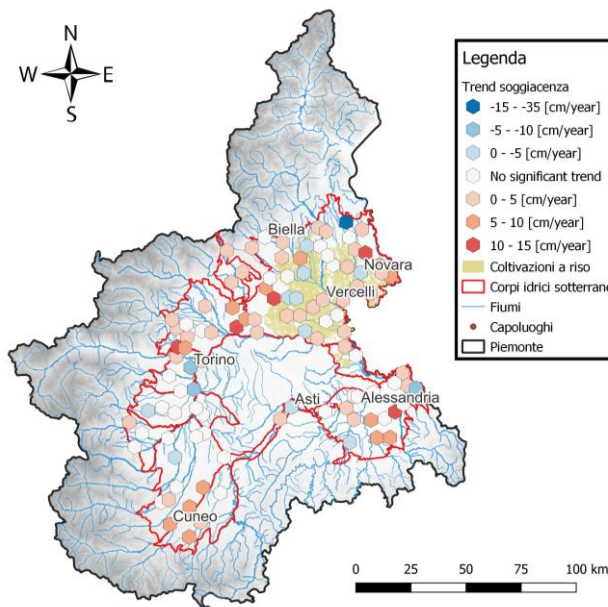 N
W E
S
Legenda
Trend soggiacenza
-15 - -35 [cm/year]
-5 - -10 [cm/year]
0 - -5 [cm/year]
No significant trend
0 - 5 [cm/year]
5 - 10 [cm/year]
10 - 15 [cm/year]
Coltivazioni a riso
Corpi idrici sotterranei
Fiumi
Capoluoghi
Piemonte
Biella
Novara
Vercelli
Torino
Asti
Alessandria
Cuneo
0 25 50 75 100 km